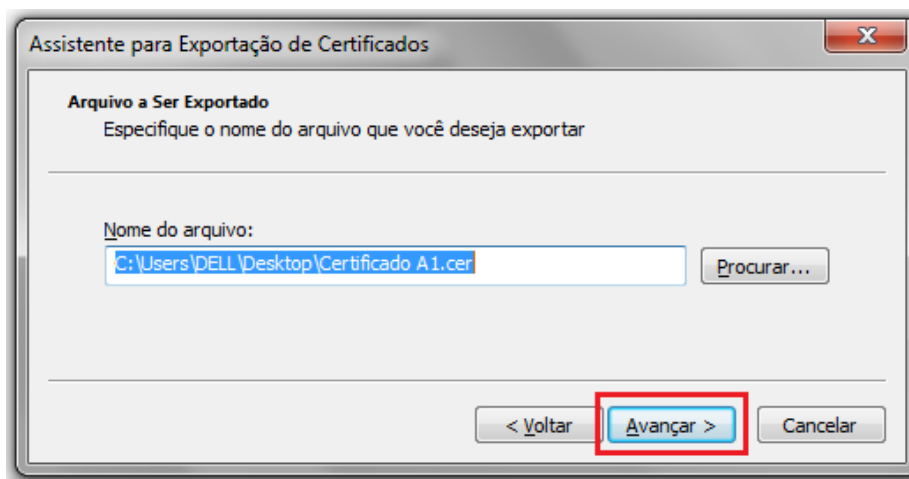 Assistente para Exportação de Certificados
Arquivo a Ser Exportado
Especifique o nome do arquivo que você deseja exportar
Nome do arquivo:
C:\Users\DELL\Desktop\Certificado A1.cer
Procurar...
< Voltar
Avançar >
Cancelar